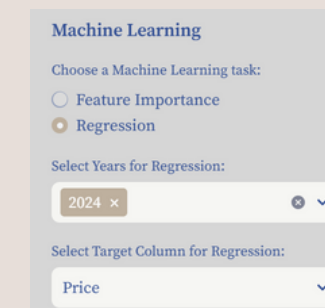 Machine Learning
Choose a Machine Learning task:
Feature Importance
Regression
Select Years for Regression:
2024 ×
Select Target Column for Regression:
Price